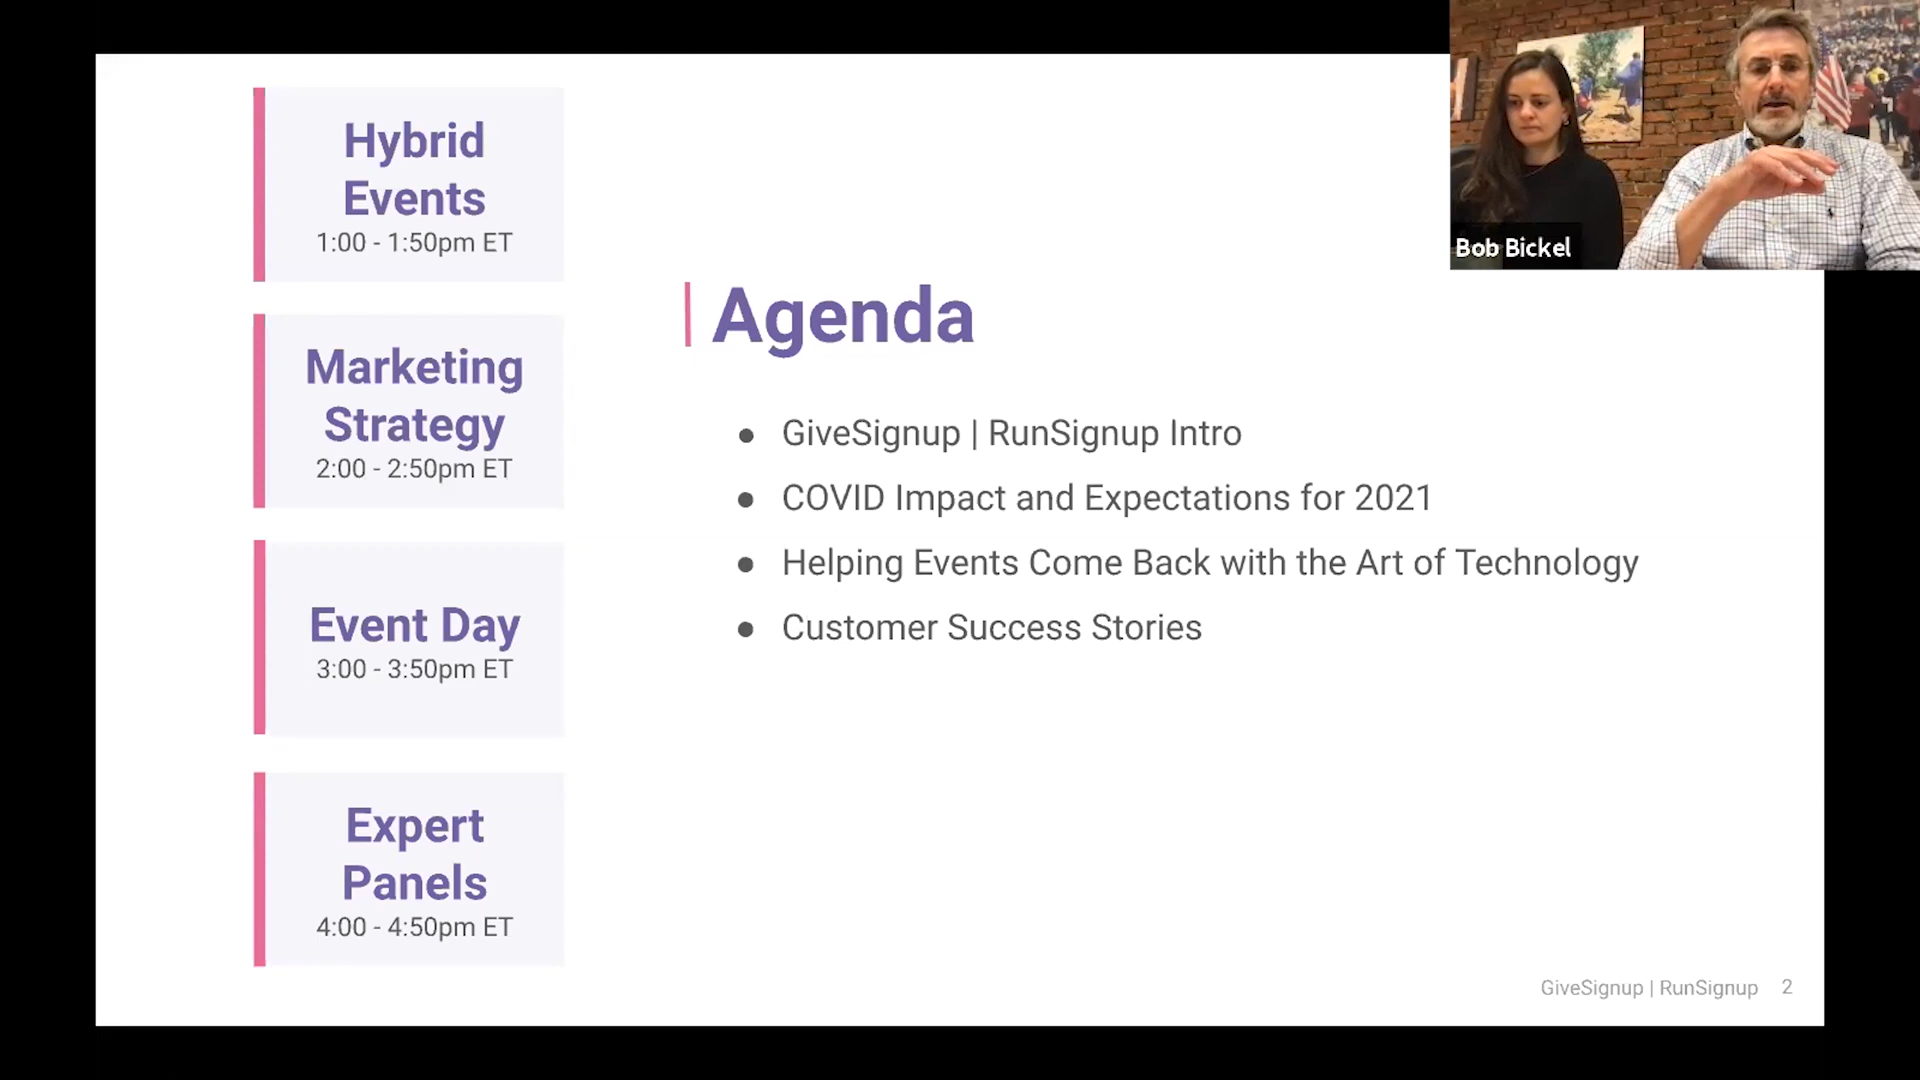 Hybrid
Events
1:00 - 1:50pm ET
Marketing
Strategy
2:00 - 2:50pm ET
Event Day
3:00 - 3:50pm ET
Expert
Panels
4:00 - 4:50pm ET
Agenda
● GiveSignup | RunSignup Intro
● COVID Impact and Expectations for 2021
● Helping Events Come Back with the Art of Technology
● Customer Success Stories
Bob Bickel
GiveSignup | RunSignup 2